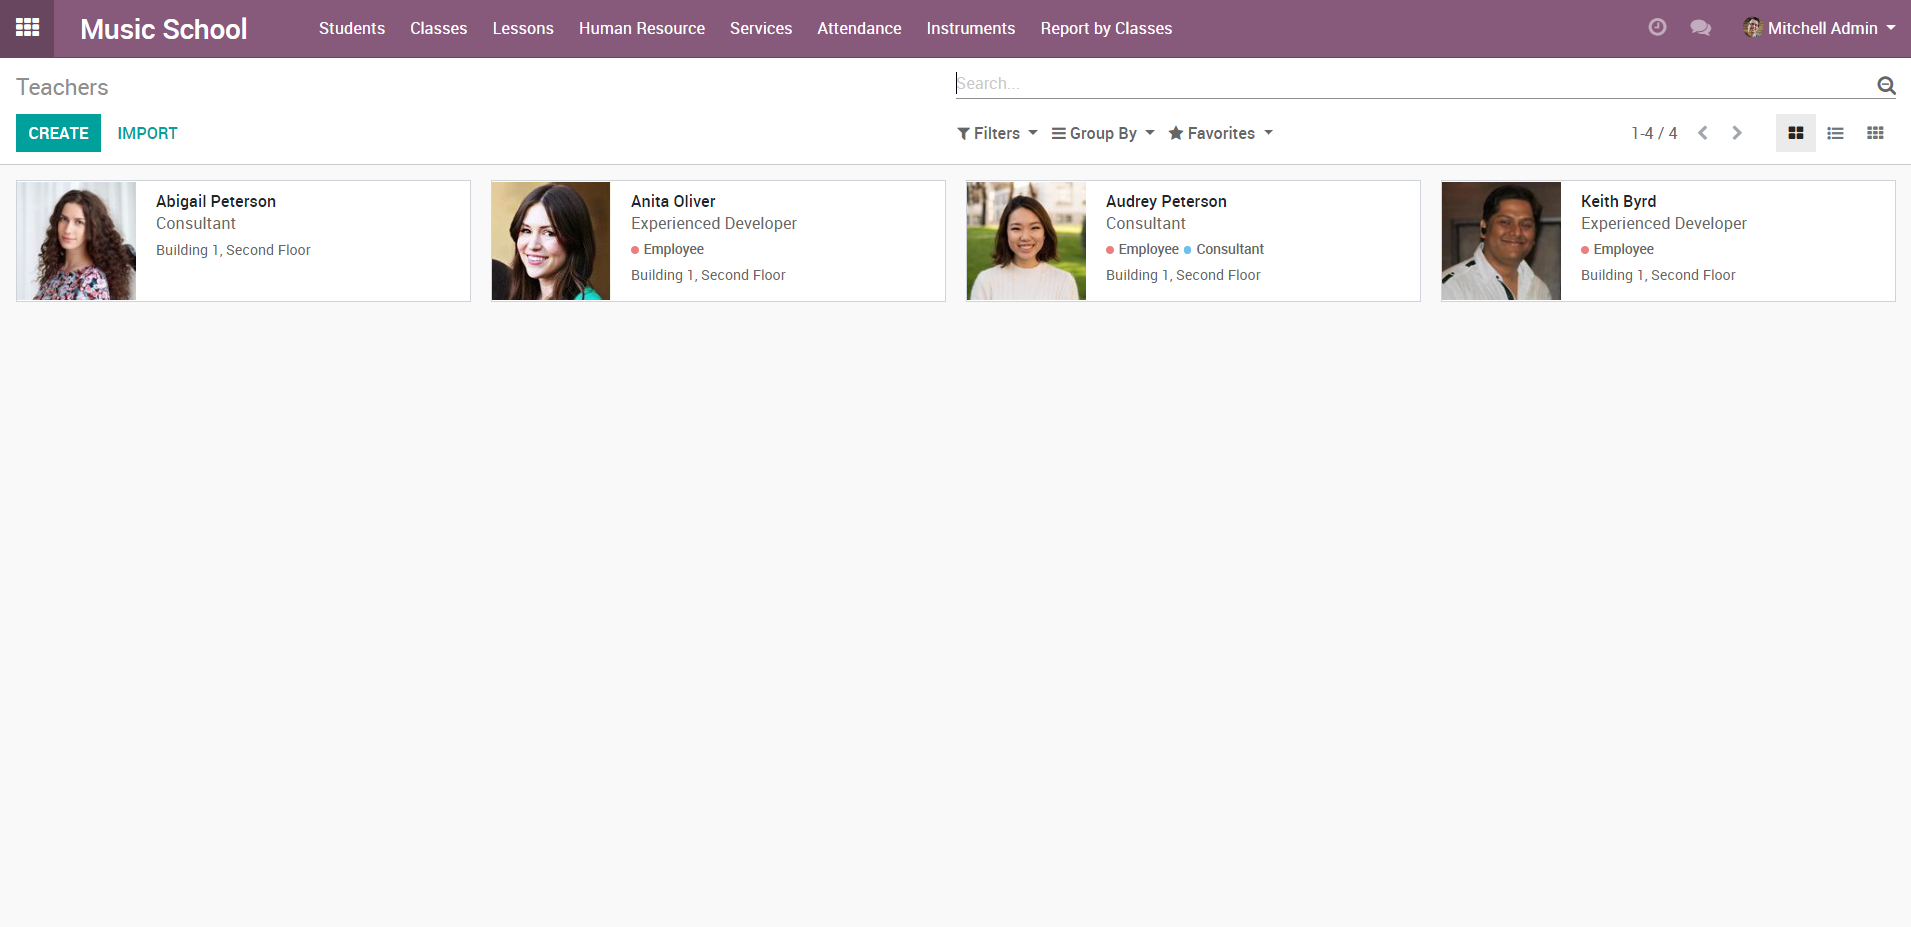 Music School Students Classes Lessons Human Resource Services Attendance Instruments Report by Classes Mitchell Admin
Teachers Search...
CREATE IMPORT Filters Group By Favorites 1-4 / 4
Abigail Peterson
Consultant
Building 1, Second Floor
Anita Oliver
Experienced Developer
Employee
Building 1, Second Floor
Audrey Peterson
Consultant
Employee Consultant
Building 1, Second Floor
Keith Byrd
Experienced Developer
Employee
Building 1, Second Floor